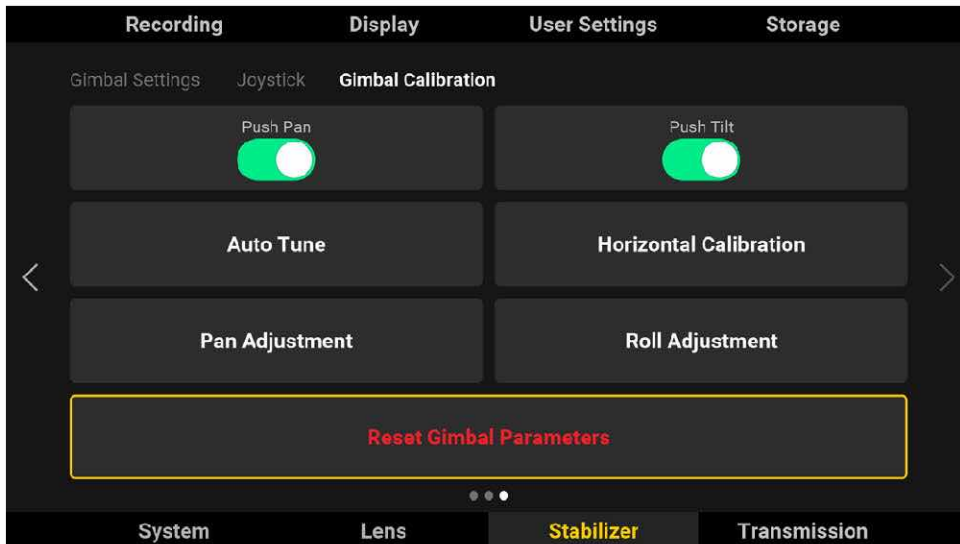 Recording Display User Settings Storage
Gimbal Settings Joystick Gimbal Calibration
Push Pan Push Tilt
Auto Tune Horizontal Calibration
Pan Adjustment Roll Adjustment
Reset Gimbal Parameters
System Lens Stabilizer Transmission